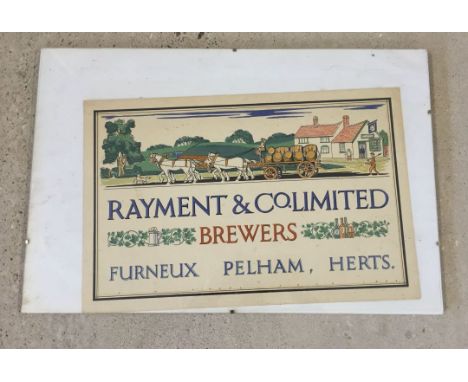 RAYMENT & CO. LIMITED
BREWERS
FURNEUX PELHAM, HERTS.